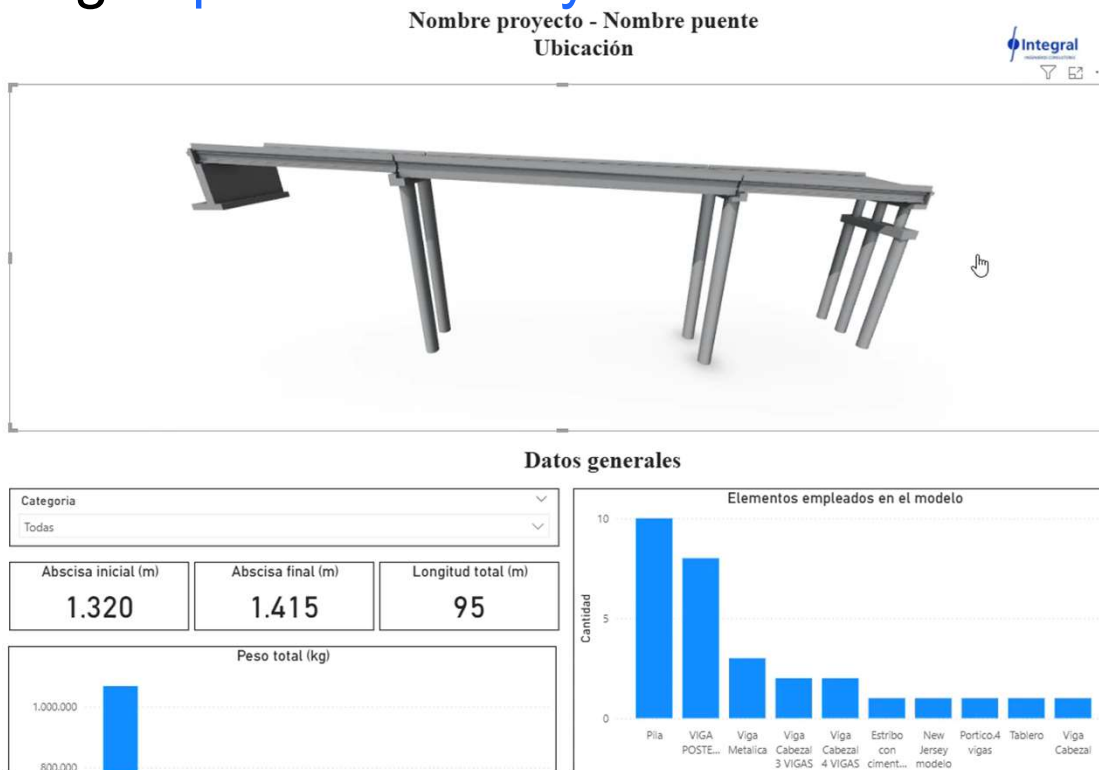 Nombre proyecto - Nombre puente
Ubicación
Integral
Datos generales
Categoria
Todas
Abscisa inicial (m)
1.320
Abscisa final (m)
1.415
Longitud total (m)
95
Peso total (kg)
1.000.000
800.000
Elementos empleados en el modelo
Cantidad
10
5
0
Pila
VIGA
POSTE...
Viga
Metalica
Viga
Cabezal
3 VIGAS
Viga
Cabezal
4 VIGAS
Estribo
con
ciment...
New
Jersey
modelo
Portico.4
vigas
Tablero
Viga
Cabezal